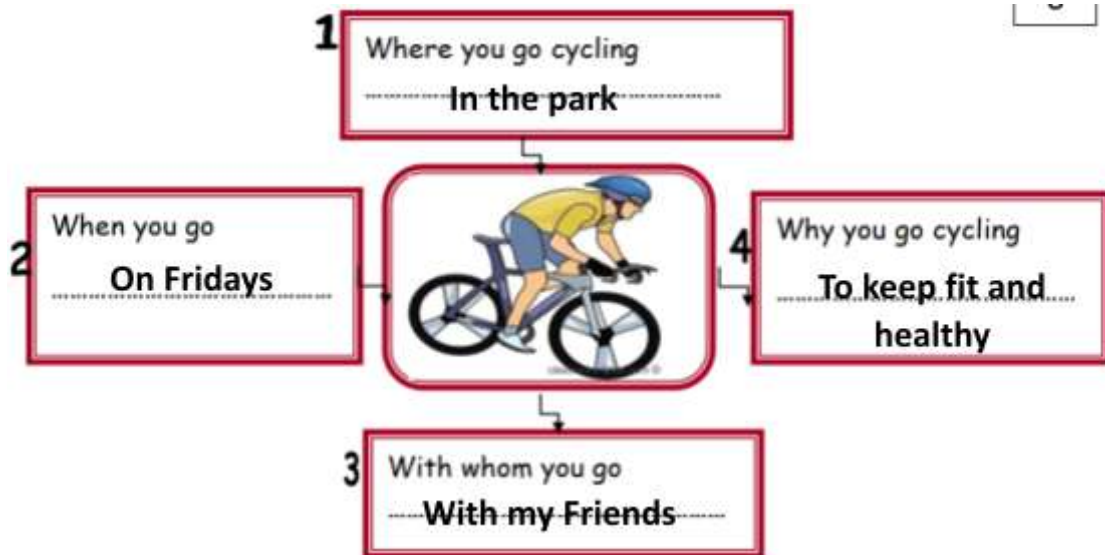 1
Where you go cycling
In the park
2
When you go
On Fridays
4
Why you go cycling
To keep fit and
healthy
3
With whom you go
With my Friends